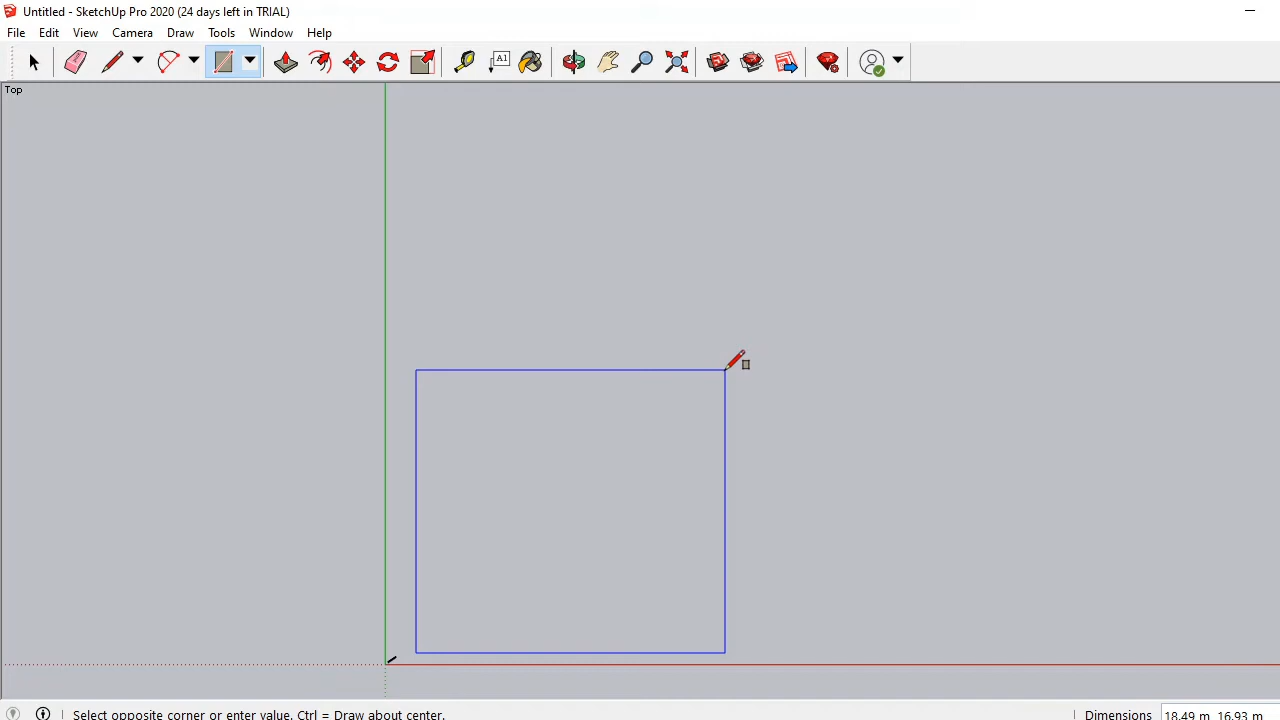 Untitled - SketchUp Pro 2020 (24 days left in TRIAL)
File Edit View Camera Draw Tools Window Help
A1
Top
Select opposite corner or enter value. Ctrl = Draw about center. Dimensions 18.49 m, 16.93 m